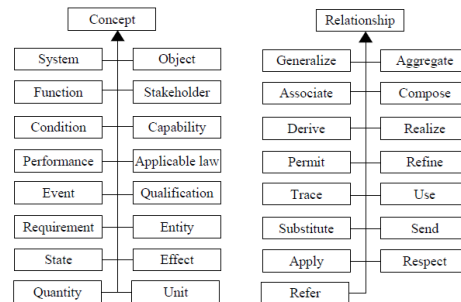 Concept
System Object
Function Stakeholder
Condition Capability
Performance Applicable law
Event Qualification
Requirement Entity
State Effect
Quantity Unit
Relationship
Generalize Aggregate
Associate Compose
Derive Realize
Permit Refine
Trace Use
Substitute Send
Apply Respect
Refer